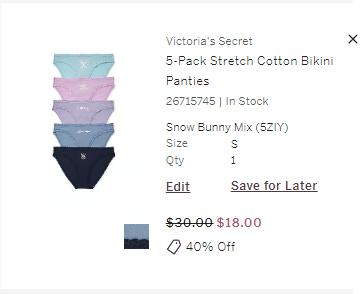 Victoria's Secret
5-Pack Stretch Cotton Bikini
Panties
26715745 | In Stock
Snow Bunny Mix (5ZIY)
Size S
Qty 1
Edit Save for Later
$30.00 $18.00
40% Off